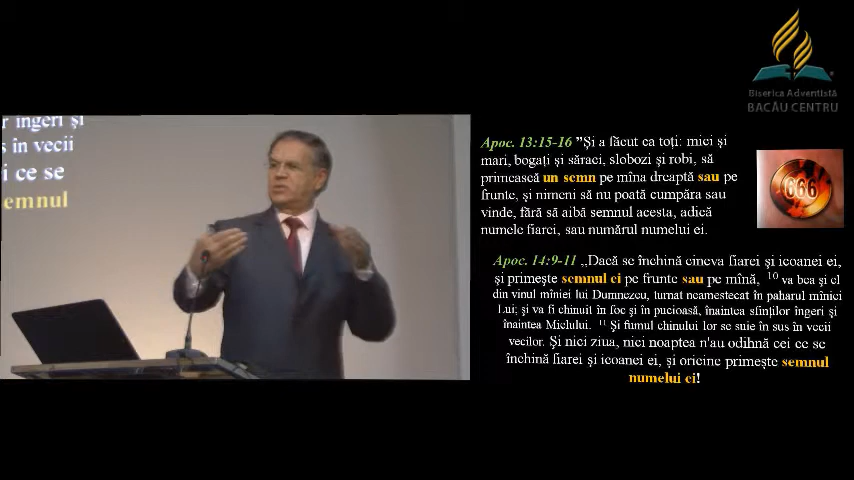 Biserica Adventistă
BACĂU CENTRU
r îngeri și
s în vecii
i ce se
emnul
Apoc. 13:15-16 "Și a făcut ca toți: mici și
mari, bogați și săraci, slobozi și robi, să
primească un semn pe mîna dreaptă sau pe
frunte, și nimeni să nu poată cumpăra sau
vinde, fără să aibă semnul acesta, adică
numele fiarei, sau numărul numelui ei.
666
Apoc. 14:9-11 ,,Dacă se închină cineva fiarei și icoanei ei,
și primește semnul ei pe frunte sau pe mînă, 10 va bea și el
din vinul mîniei lui Dumnezeu, turnat neamestecat în paharul mîniei
Lui; și va fi chinuit în foc și în pucioasă, înaintea sfinților îngeri și
înaintea Mielului. 11 Și fumul chinului lor se suie în sus în vecii
vecilor. Și nici ziua, nici noaptea n'au odihnă cei ce se
închină fiarei și icoanei ei, și oricine primește semnul
numelui ei!